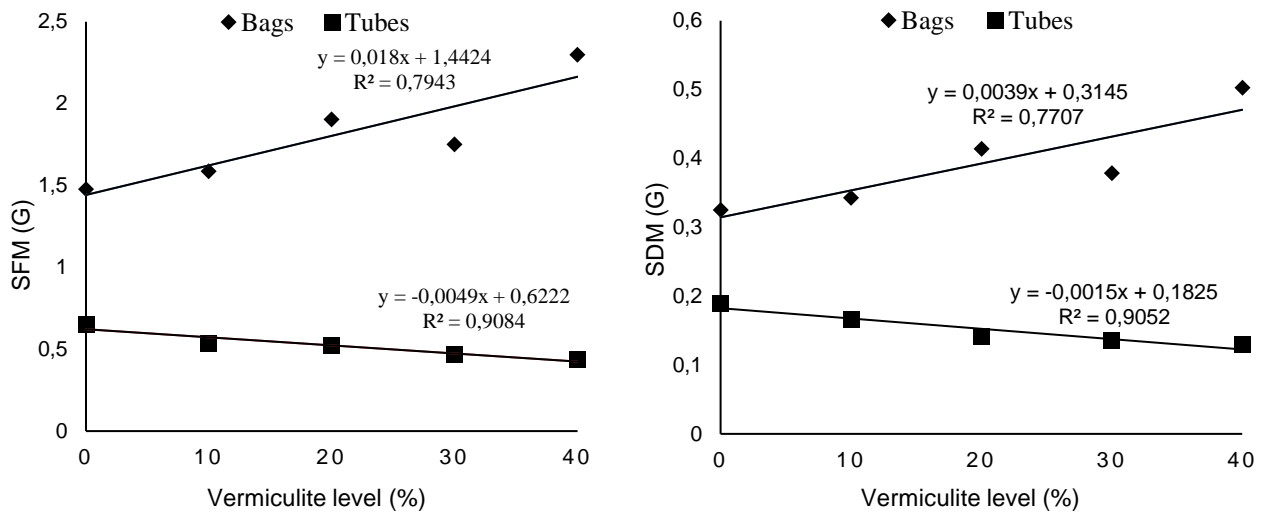 Bags Tubes
2,5
2
1,5
1
0,5
0
SFM (G)
y = 0,018x + 1,4424
R² = 0,7943
y = -0,0049x + 0,6222
R² = 0,9084
0 10 20 30 40
Vermiculite level (%)
Bags Tubes
0,6
0,5
0,4
0,3
0,2
0,1
0
SDM (G)
y = 0,0039x + 0,3145
R² = 0,7707
y = -0,0015x + 0,1825
R² = 0,9052
0 10 20 30 40
Vermiculite level (%)